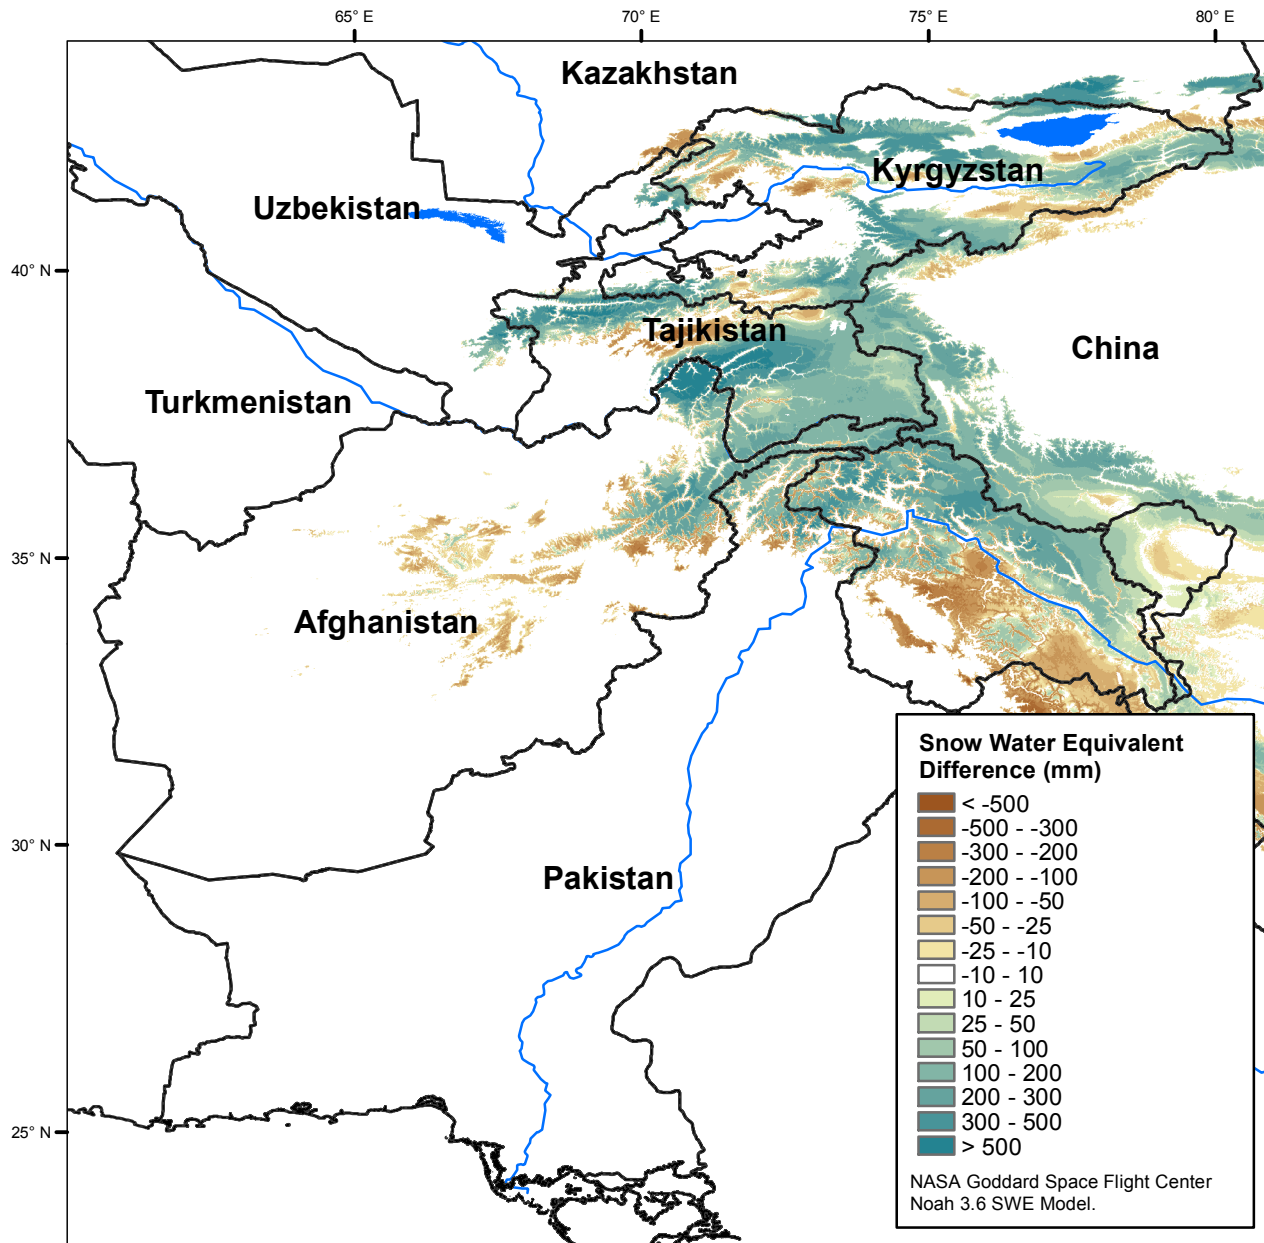 65° E
70° E
75° E
80° E
Kazakhstan
Kyrgyzstan
Uzbekistan
40° N
Tajikistan
China
Turkmenistan
35° N
Afghanistan
Snow Water Equivalent
Difference (mm)
< -500
-500 - -300
-300 - -200
-200 - -100
-100 - -50
-50 - -25
-25 - -10
-10 - 10
10 - 25
25 - 50
50 - 100
100 - 200
200 - 300
300 - 500
> 500
30° N
Pakistan
25° N
NASA Goddard Space Flight Center
Noah 3.6 SWE Model.